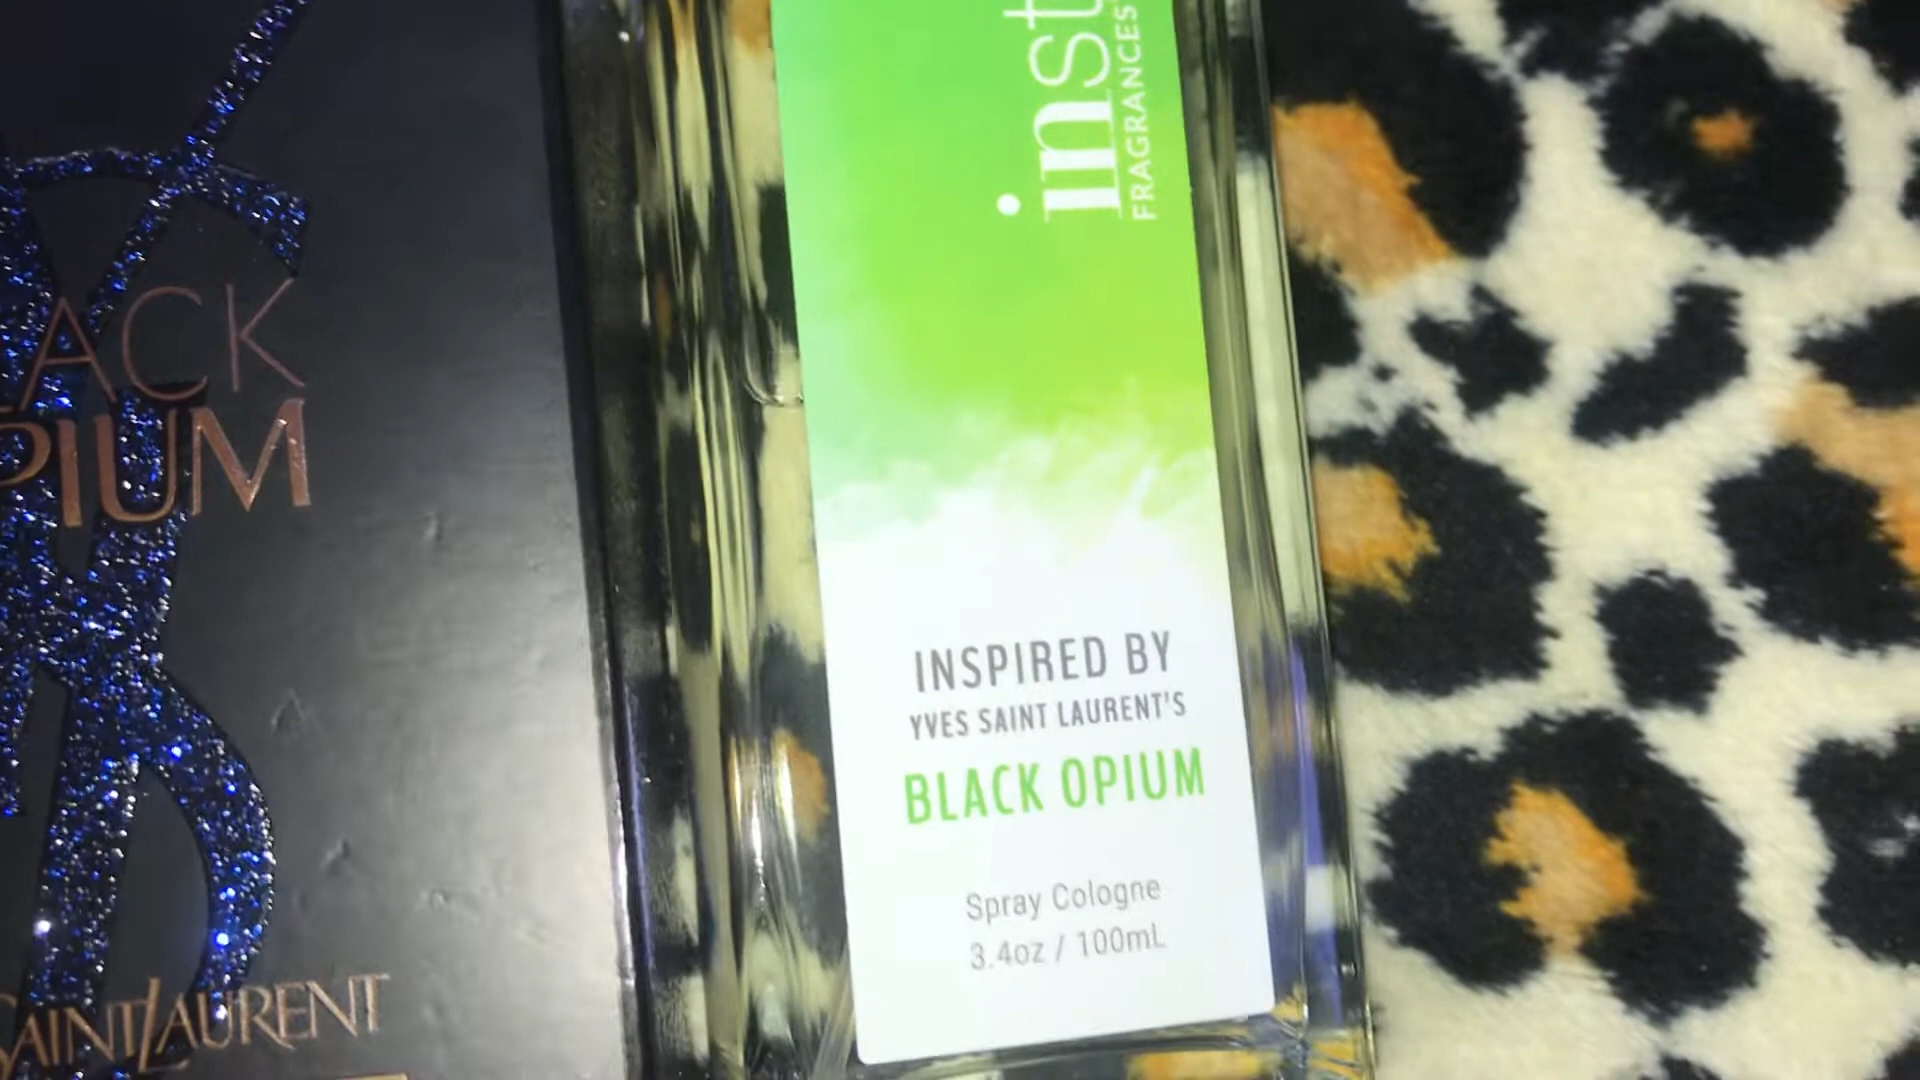 ACK
PIUM
SAINT LAURENT
inst
FRAGRANCES
INSPIRED BY
YVES SAINT LAURENT'S
BLACK OPIUM
Spray Cologne
3.4oz / 100mL